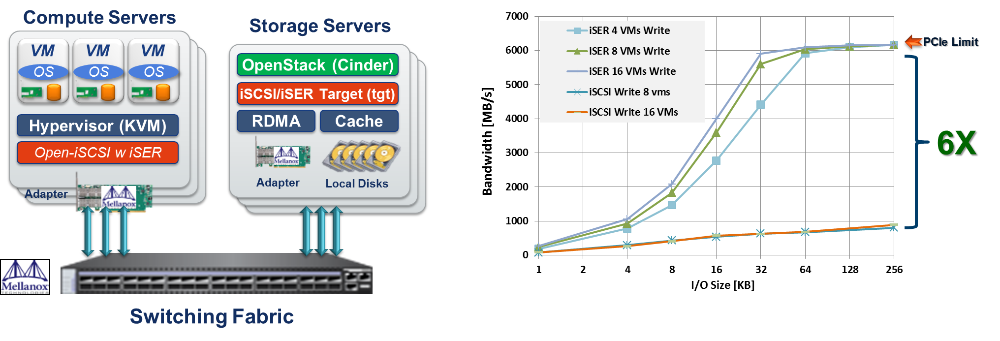 Compute Servers
VM
VM
VM
OS
OS
OS
Hypervisor (KVM)
Open-iSCSI w iSER
Adapter
Mellanox
Storage Servers
OpenStack (Cinder)
iSCSI/iSER Target (tgt)
RDMA
Cache
Mellanox
Adapter
Local Disks
Mellanox
TECHNOLOGIES
Switching Fabric
7000
6000
5000
4000
3000
2000
1000
0
Bandwidth [MB/s]
iSER 4 VMs Write
iSER 8 VMs Write
iSER 16 VMs Write
iSCSI Write 8 vms
iSCSI Write 16 VMs
PCIe Limit
6X
1 2 4 8 16 32 64 128 256
I/O Size [KB]